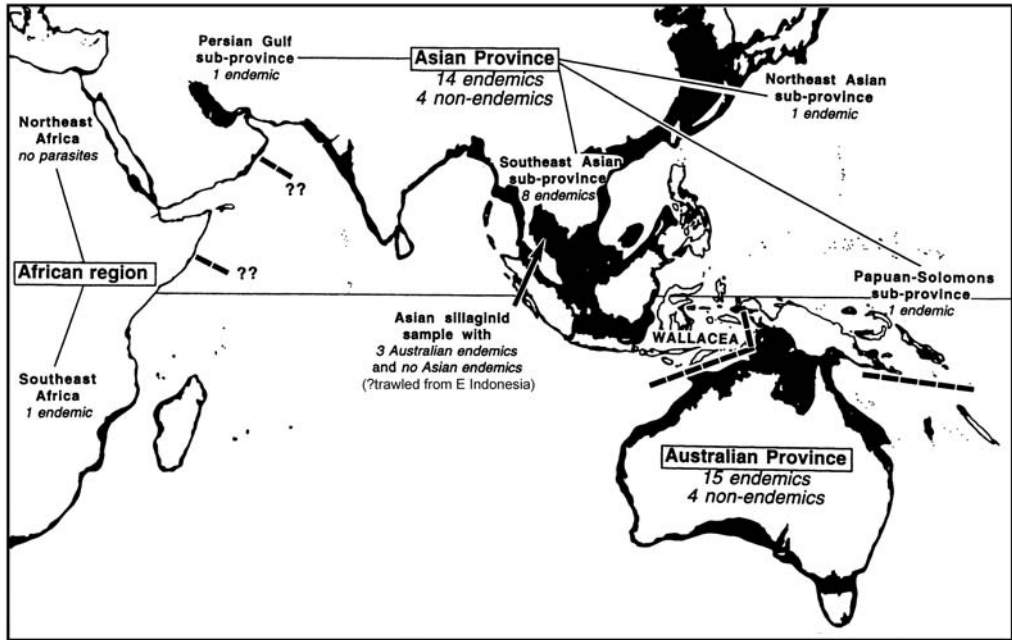 Persian Gulf
sub-province
1 endemic
Asian Province
14 endemics
4 non-endemics
Northeast Asian
sub-province
1 endemic
Northeast
Africa
no parasites
??
Southeast Asian
sub-province
8 endemics
African region
??
Papuan-Solomons
sub-province
1 endemic
Asian sillaginid
sample with
3 Australian endemics
and no Asian endemics
(?trawled from E Indonesia)
WALLACEA
Southeast
Africa
1 endemic
Australian Province
15 endemics
4 non-endemics